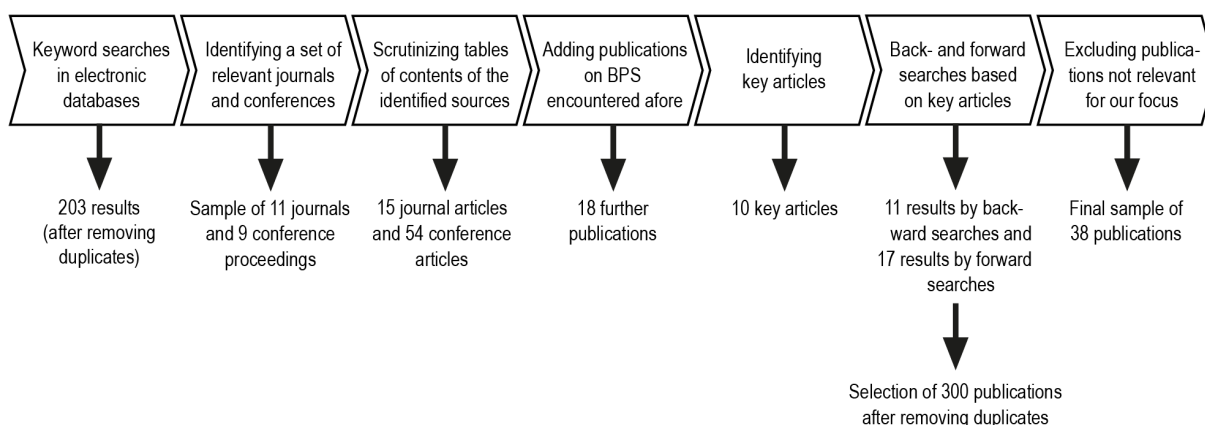 Keyword searches
in electronic
databases
Identifying a set of
relevant journals
and conferences
Scrutinizing tables
of contents of the
identified sources
Adding publications
on BPS
encountered afore
Identifying
key articles
Back- and forward
searches based
on key articles
Excluding publica-
tions not relevant
for our focus
203 results
(after removing
duplicates)
Sample of 11 journals
and 9 conference
proceedings
15 journal articles
and 54 conference
articles
18 further
publications
10 key articles
11 results by back-
ward searches and
17 results by forward
searches
Final sample of
38 publications
Selection of 300 publications
after removing duplicates